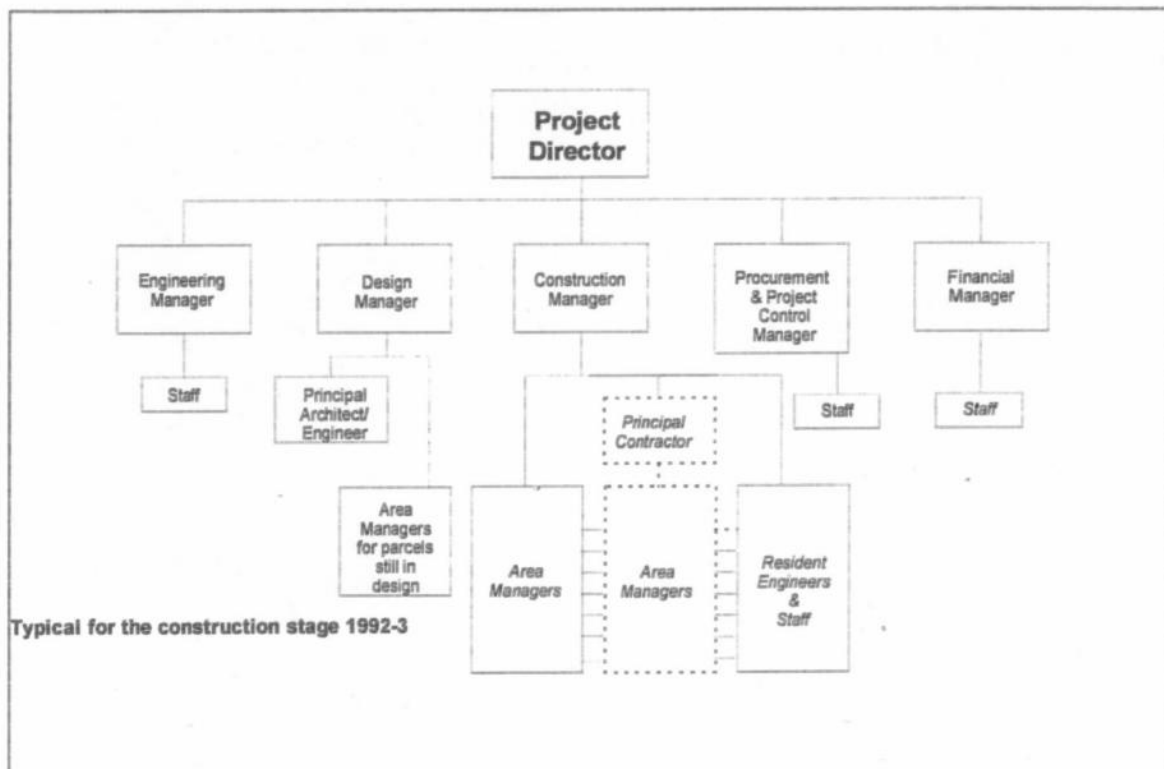 Project
Director
Engineering
Manager
Design
Manager
Construction
Manager
Procurement
& Project
Control
Manager
Financial
Manager
Staff
Principal
Architect/
Engineer
Principal
Contractor
Staff
Staff
Area
Managers
for parcels
still in
design
Area
Managers
Area
Managers
Resident
Engineers
&
Staff
Typical for the construction stage 1992-3